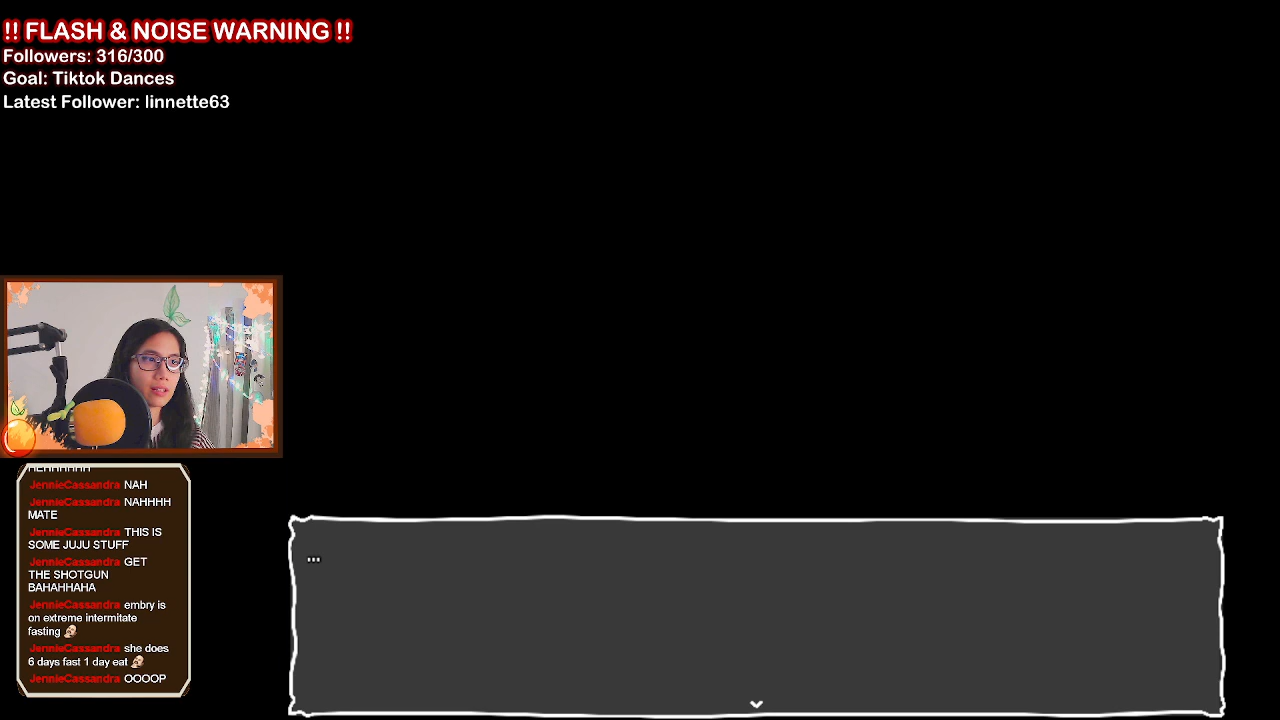 !! FLASH & NOISE WARNING !!
Followers: 316/300
Goal: Tiktok Dances
Latest Follower: linnette63
JennieCassandra NAH
JennieCassandra NAHHHH
MATE
JennieCassandra THIS IS
SOME JUJU STUFF
JennieCassandra GET
THE SHOTGUN
BAHAHHAHA
JennieCassandra embry is
on extreme intermitate
fasting
JennieCassandra she does
6 days fast 1 day eat
JennieCassandra OOOOP
...